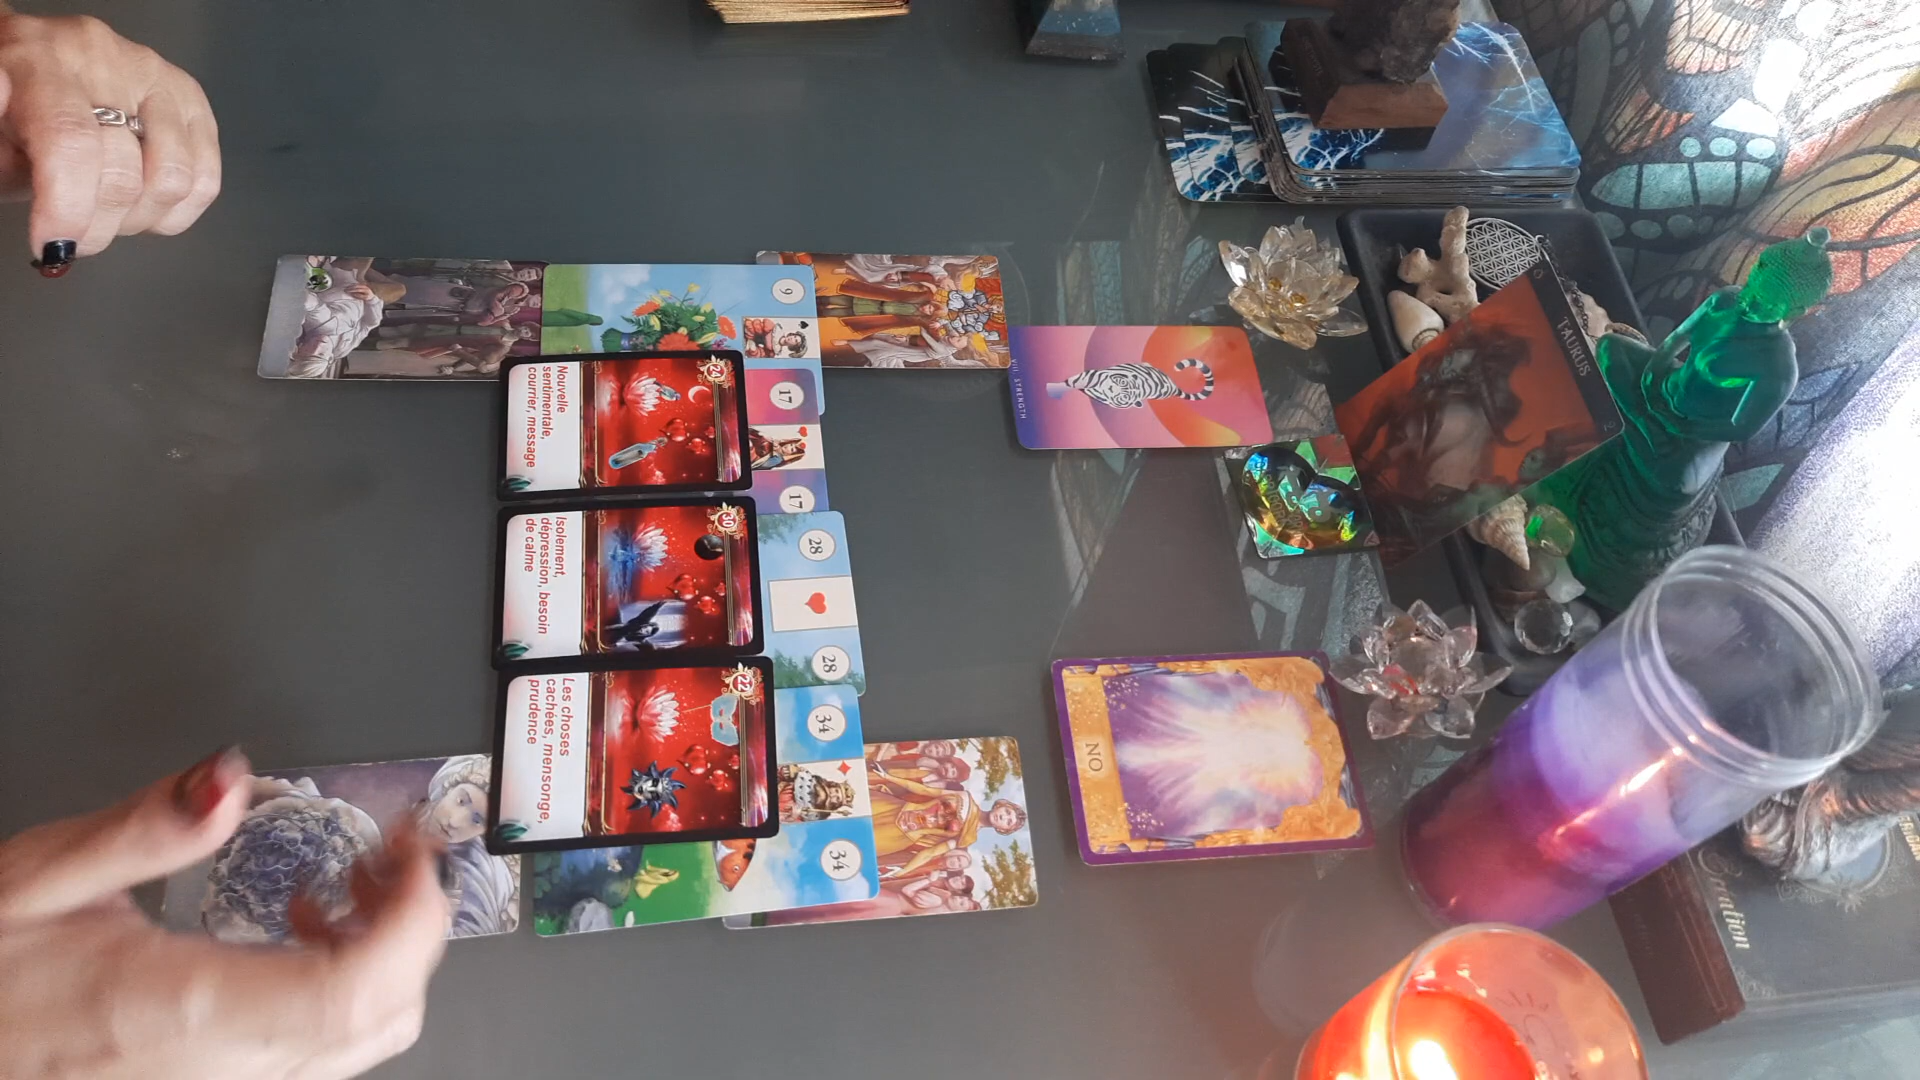 TAURUS
VIII STRENGTH
NO
9
17
17
28
28
34
34
24
Nouvelle
sentimentale,
courrier, message
30
Isolement,
dépression, besoin
de calme
22
Les choses
cachées, mensonge,
prudence